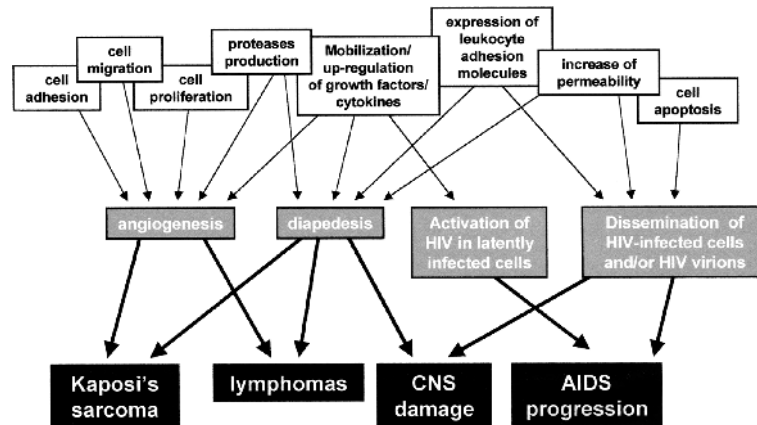 cell
adhesion
cell
migration
cell
proliferation
proteases
production
Mobilization/
up-regulation
of growth factors/
cytokines
expression of
leukocyte
adhesion
molecules
increase of
permeability
cell
apoptosis
angiogenesis
diapedesis
Activation of
HIV in latently
infected cells
Dissemination of
HIV-infected cells
and/or HIV virions
Kaposi's
sarcoma
lymphomas
CNS
damage
AIDS
progression